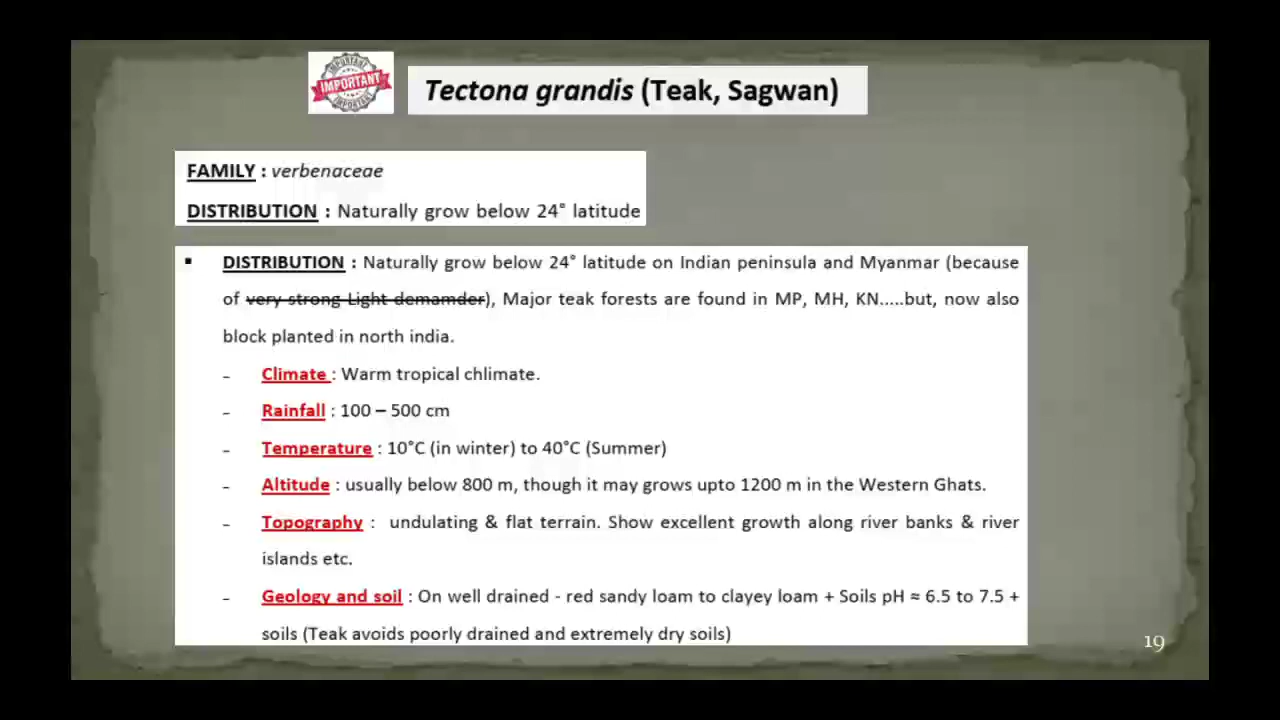 IMPORTANT
IMPORTANT
IMPORTANT
Tectona grandis (Teak, Sagwan)
FAMILY : verbenaceae
DISTRIBUTION : Naturally grow below 24° latitude
▪ DISTRIBUTION : Naturally grow below 24° latitude on Indian peninsula and Myanmar (because
of very strong Light demamder), Major teak forests are found in MP, MH, KN.....but, now also
block planted in north india.
- Climate : Warm tropical chlimate.
- Rainfall : 100 – 500 cm
- Temperature : 10°C (in winter) to 40°C (Summer)
- Altitude : usually below 800 m, though it may grows upto 1200 m in the Western Ghats.
- Topography : undulating & flat terrain. Show excellent growth along river banks & river
islands etc.
- Geology and soil : On well drained - red sandy loam to clayey loam + Soils pH ≈ 6.5 to 7.5 +
soils (Teak avoids poorly drained and extremely dry soils)
19